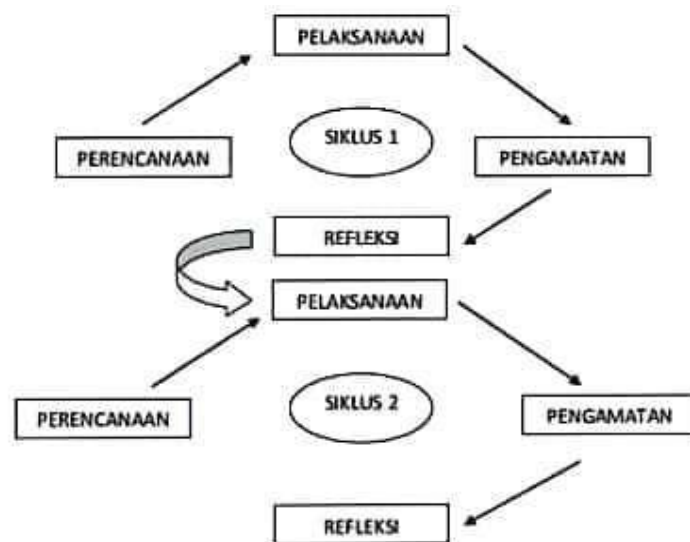 PELAKSANAAN
SIKLUS 1
PERENCANAAN
PENGAMATAN
REFLEKSI
PELAKSANAAN
SIKLUS 2
PERENCANAAN
PENGAMATAN
REFLEKSI